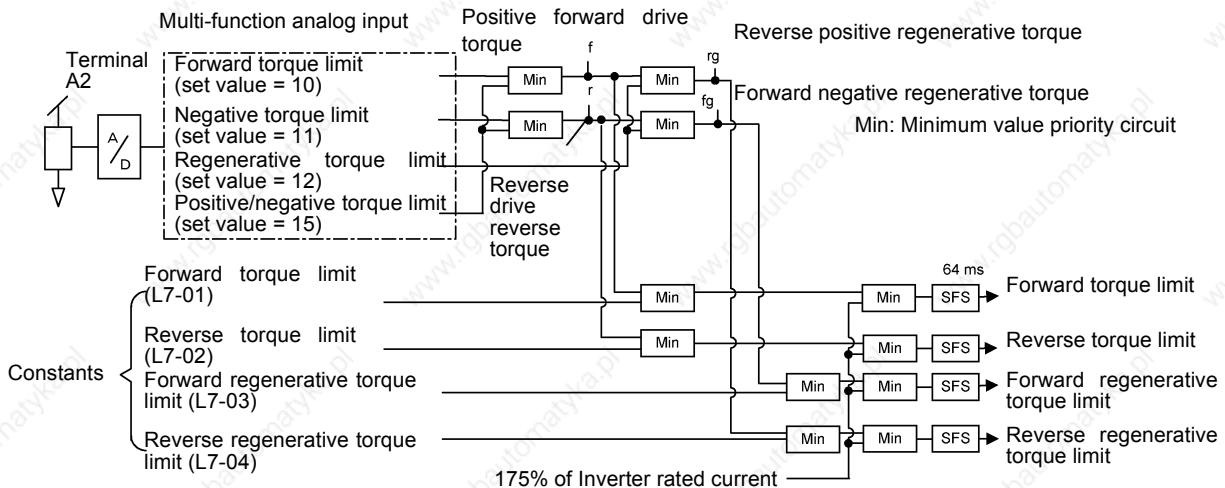 Multi-function analog input
Positive forward drive
torque
Reverse positive regenerative torque
Terminal
A2
Forward torque limit
(set value = 10)
Negative torque limit
(set value = 11)
Regenerative torque limit
(set value = 12)
Positive/negative torque limit
(set value = 15)
A/D
Min
f
Min
rg
Min
r
Min
fg
Forward negative regenerative torque
Min: Minimum value priority circuit
Reverse
drive
reverse
torque
Constants
Forward torque limit
(L7-01)
Reverse torque limit
(L7-02)
Forward regenerative torque
limit (L7-03)
Reverse regenerative torque
limit (L7-04)
64 ms
Min
Min
SFS
Forward torque limit
Min
Min
SFS
Reverse torque limit
Min
Min
SFS
Forward regenerative
torque limit
Min
Min
SFS
Reverse regenerative
torque limit
175% of Inverter rated current
www.rgbautomatyka.pl